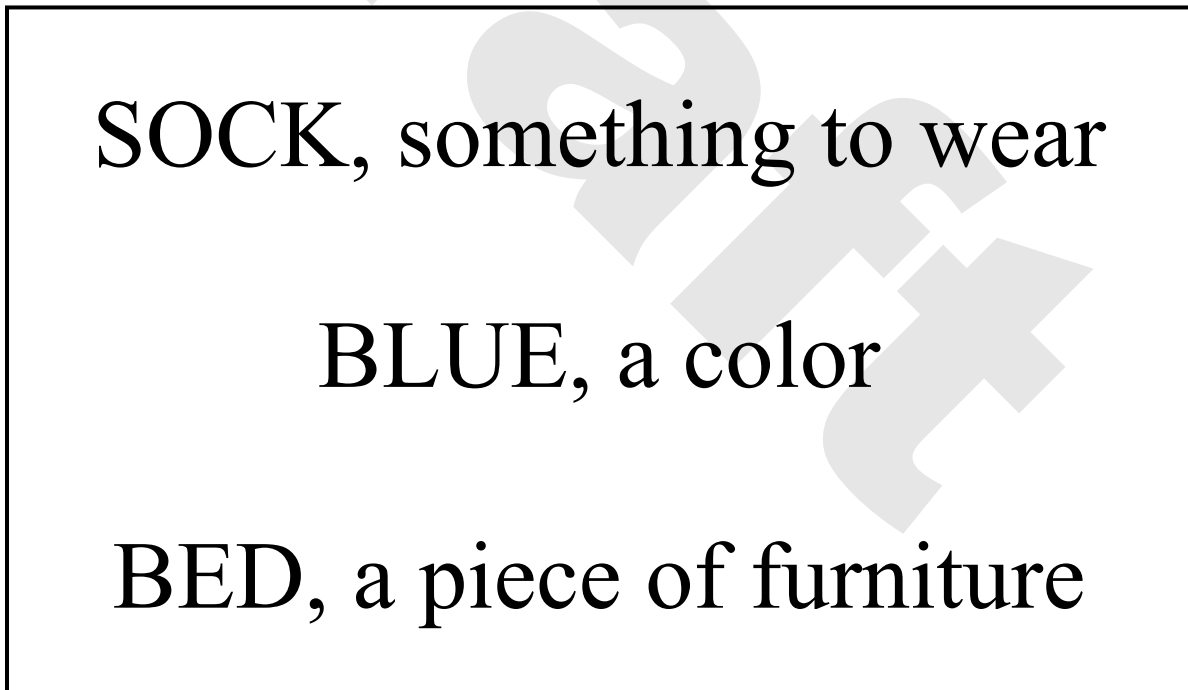 SOCK, something to wear
BLUE, a color
BED, a piece of furniture